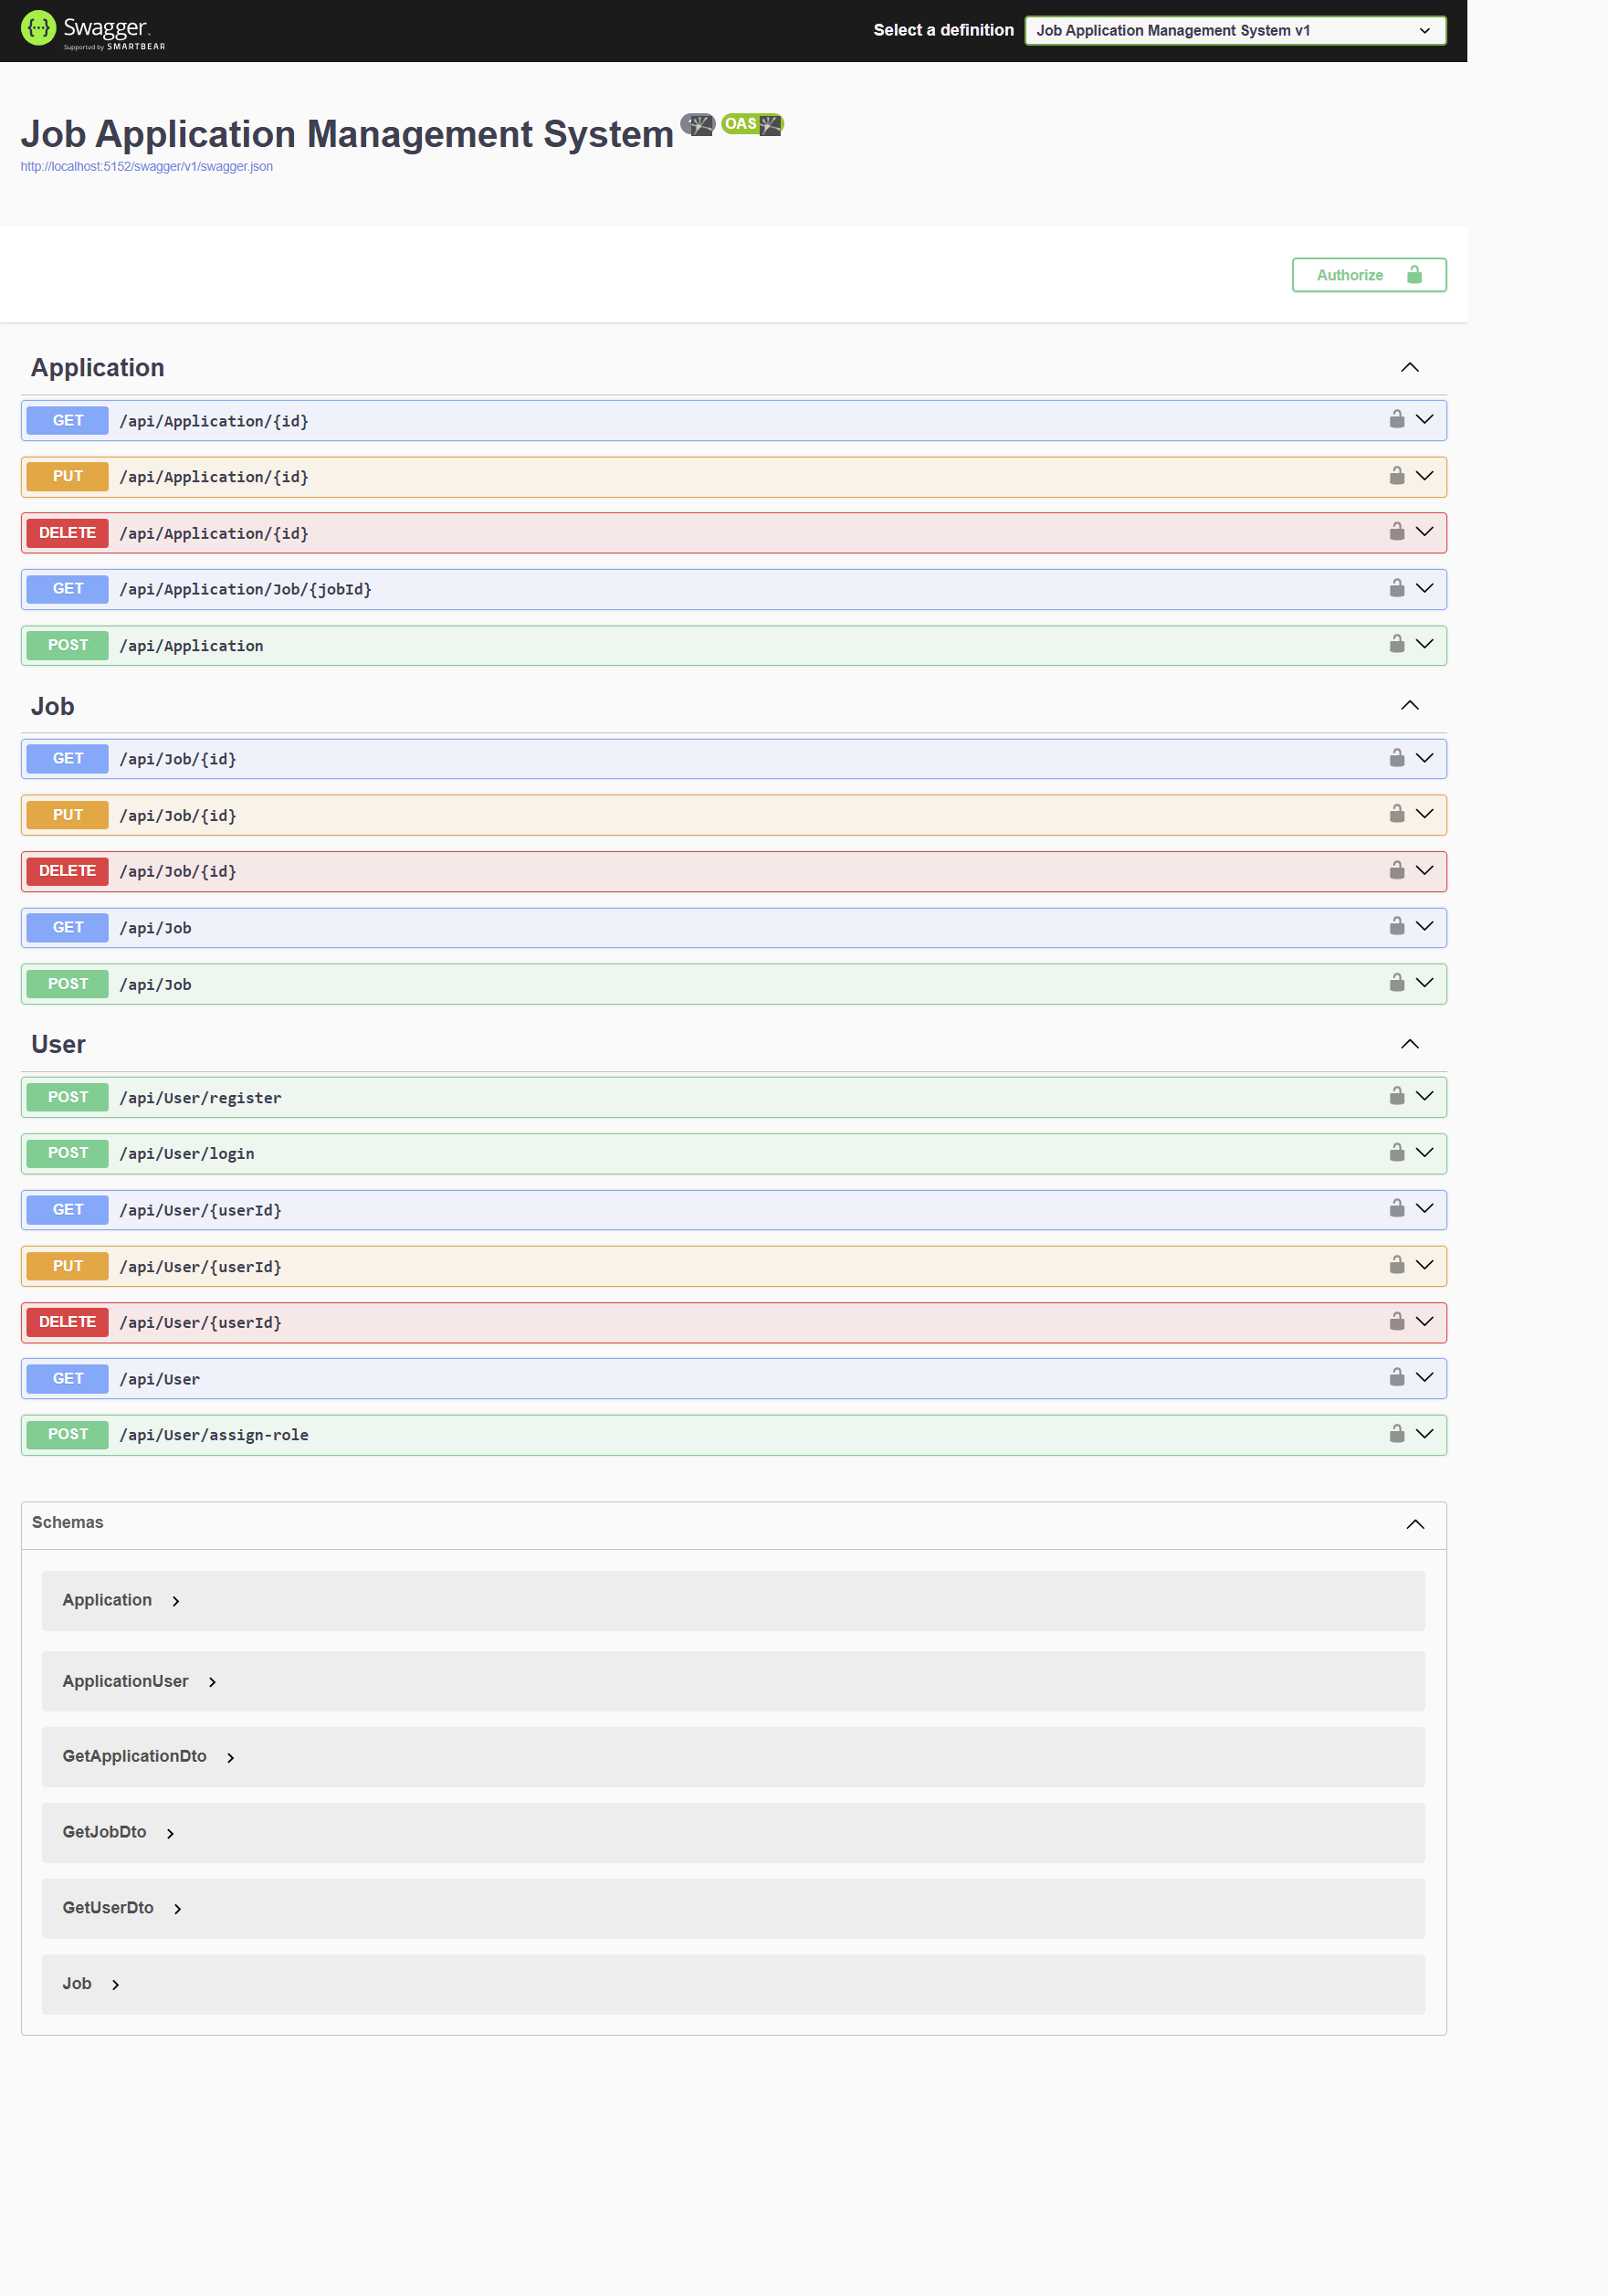 Swagger
Supported by SMARTBEAR
Select a definition
Job Application Management System v1
Job Application Management System OAS
http://localhost:5152/swagger/v1/swagger.json
Authorize
Application
GET /api/Application/{id}
PUT /api/Application/{id}
DELETE /api/Application/{id}
GET /api/Application/Job/{jobId}
POST /api/Application
Job
GET /api/Job/{id}
PUT /api/Job/{id}
DELETE /api/Job/{id}
GET /api/Job
POST /api/Job
User
POST /api/User/register
POST /api/User/login
GET /api/User/{userId}
PUT /api/User/{userId}
DELETE /api/User/{userId}
GET /api/User
POST /api/User/assign-role
Schemas
Application
ApplicationUser
GetApplicationDto
GetJobDto
GetUserDto
Job